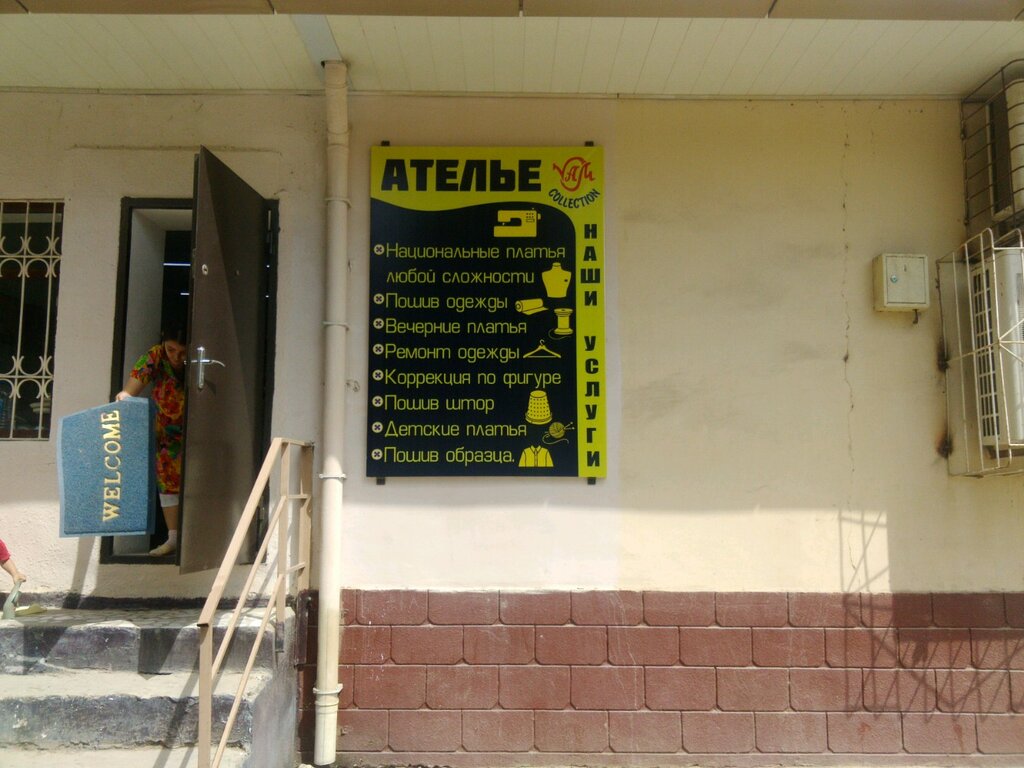 АТЕЛЬЕ
COLLECTION
Национальные платья
любой сложности
Пошив одежды
Вечерние платья
Ремонт одежды
Коррекция по фигуре
Пошив штор
Детские платья
Пошив образца.
НАШИ УСЛУГИ
WELCOME